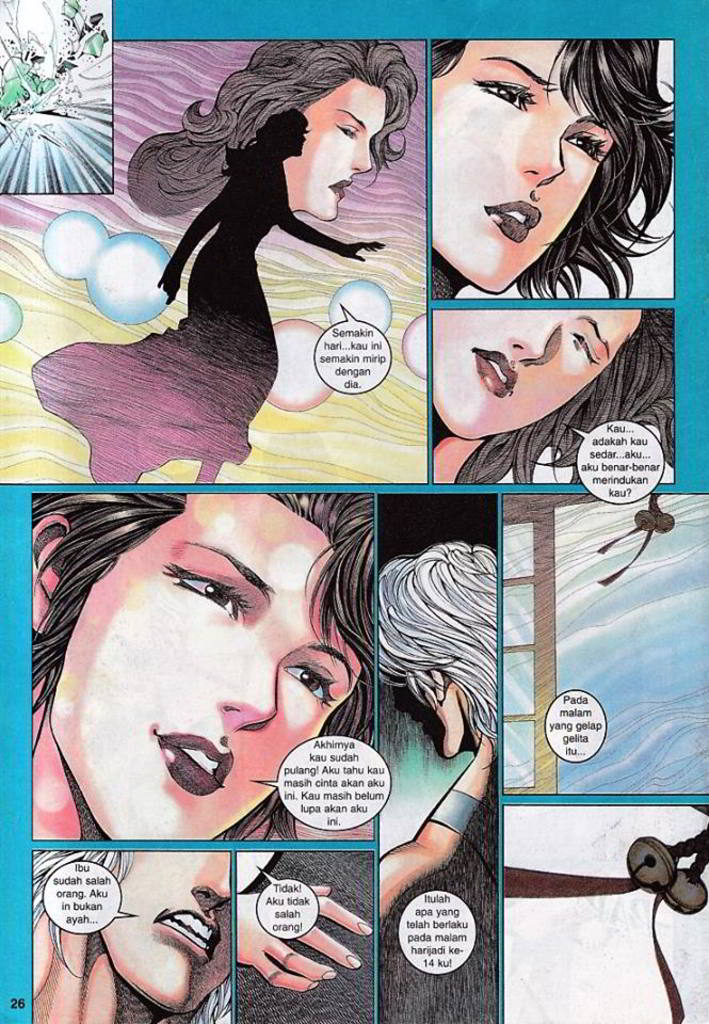 Semakin
hari...kau ini
semakin mirip
dengan
dia.
Kau...
adakah kau
sedar...aku...
aku benar-benar
merindukan
kau?
Akhirnya
kau sudah
pulang! Aku tahu kau
masih cinta akan aku
ini. Kau masih belum
lupa akan aku
ini.
Pada
malam
yang gelap
gelita
itu...
Ibu
sudah salah
orang. Aku
in bukan
ayah...
Tidak!
Aku tidak
salah
orang!
Itulah
apa yang
telah berlaku
pada malam
harijadi ke-
14 ku!
26